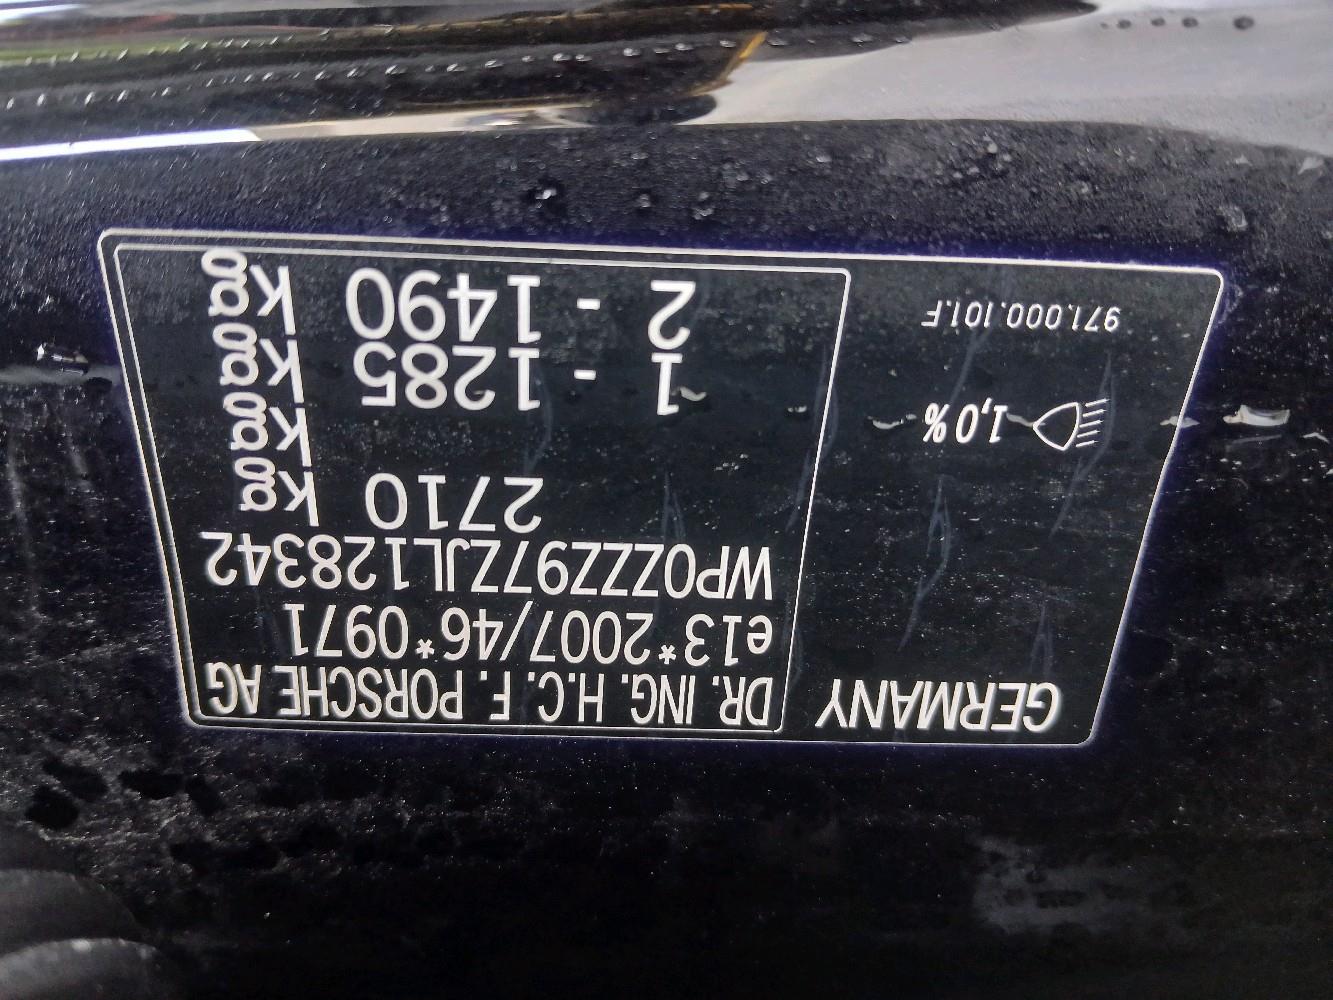 GERMANY
DR. ING. H.C. F. PORSCHE AG
e13*2007/46*0971
WP0ZZZ97ZJL128342
2710 kg
kg
1 - 1285 kg
2 - 1490 kg
1,0%
971.000.101.F